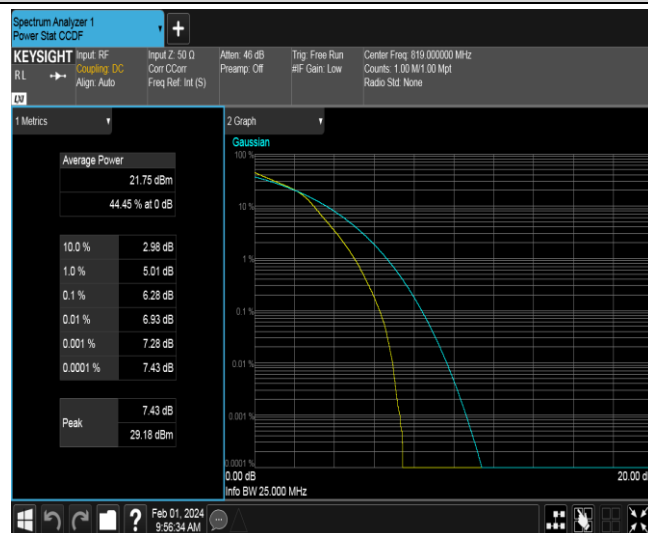 Spectrum Analyzer 1
Power Stat CCDF
+
KEYSIGHT
RL
LXI
Input: RF
Coupling: DC
Align: Auto
Input Z: 50 Ω
Corr CCorr
Freq Ref: Int (S)
Atten: 46 dB
Preamp: Off
Trig: Free Run
#IF Gain: Low
Center Freq: 819.000000 MHz
Counts: 1.00 M/1.00 Mpt
Radio Std: None
1 Metrics
Average Power
21.75 dBm
44.45 % at 0 dB
10.0 % 2.98 dB
1.0 % 5.01 dB
0.1 % 6.28 dB
0.01 % 6.93 dB
0.001 % 7.28 dB
0.0001 % 7.43 dB
Peak
7.43 dB
29.18 dBm
2 Graph
Gaussian
100 %
10 %
1 %
0.1 %
0.01 %
0.001 %
0.0001 %
0.00 dB
20.00 d
Info BW 25.000 MHz
?
Feb 01, 2024
9:56:34 AM